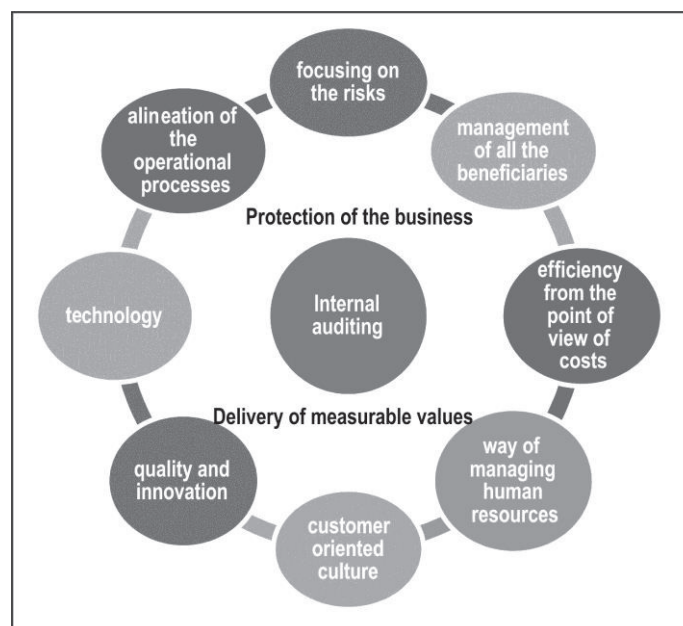 focusing on
the risks
alineation of
the
operational
processes
management
of all the
beneficiaries
Protection of the business
technology
Internal
auditing
efficiency
from the
point of
view of
costs
Delivery of measurable values
quality and
innovation
way of
managing
human
resources
customer
oriented
culture